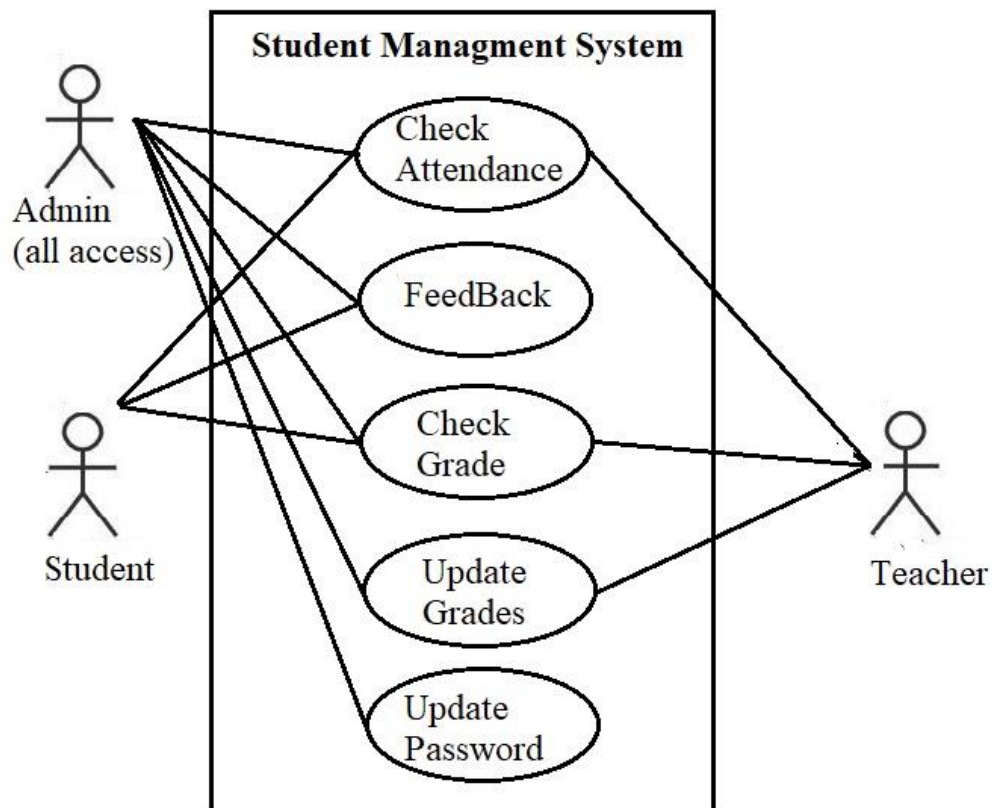 Student Managment System
Admin
(all access)
Check
Attendance
FeedBack
Check
Grade
Student
Update
Grades
Teacher
Update
Password